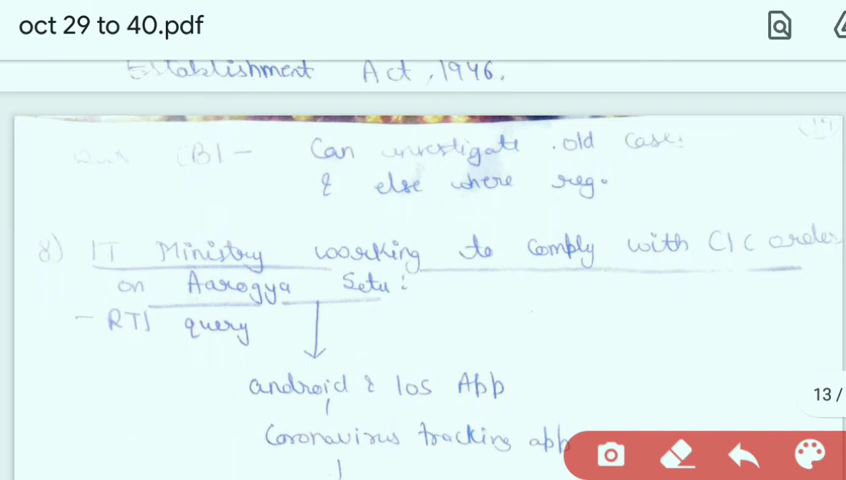 oct 29 to 40.pdf
Establishment Act, 1946.
But CBI - Can investigate old case.
& else where reg.
8) IT Ministry working to comply with CIC order
on Aarogya Setu :
- RTI query
android & Ios App
Coronavirus tracking app
13 /